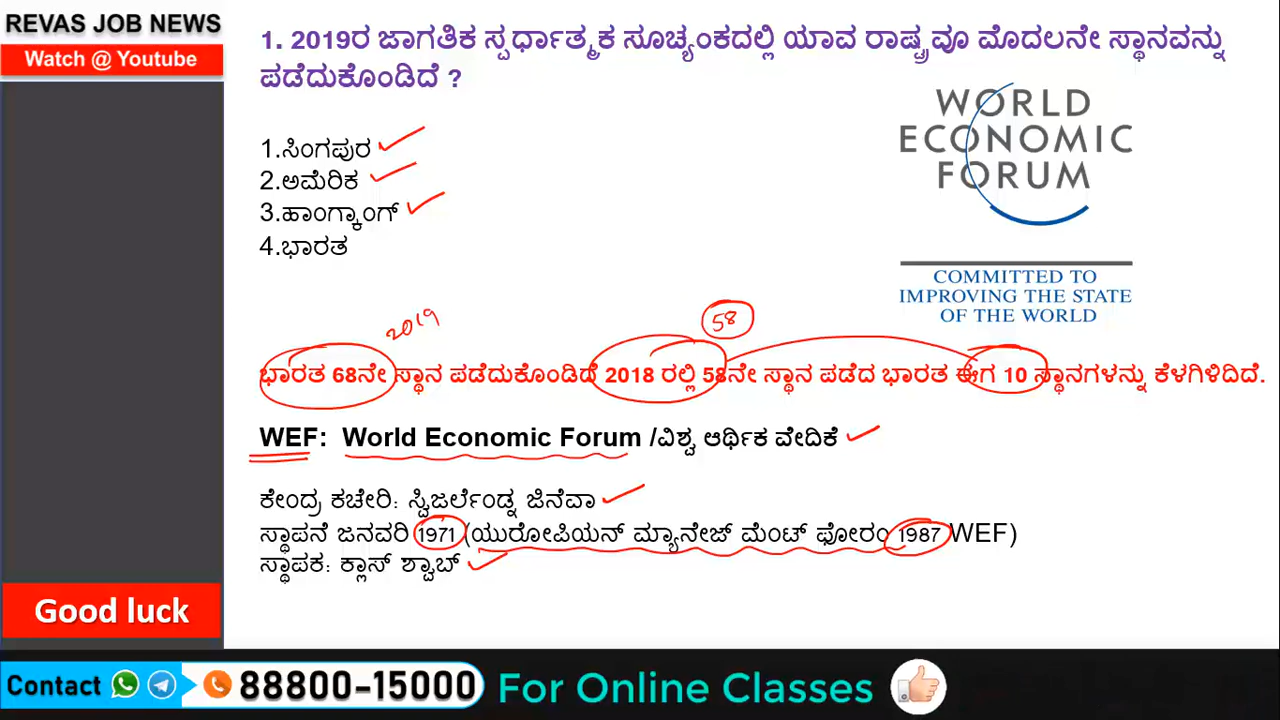 REVAS JOB NEWS
Watch @ Youtube
1. 2019ರ ಜಾಗತಿಕ ಸ್ಪರ್ಧಾತ್ಮಕ ಸೂಚ್ಯಂಕದಲ್ಲಿ ಯಾವ ರಾಷ್ಟ್ರವೂ ಮೊದಲನೇ ಸ್ಥಾನವನ್ನು
ಪಡೆದುಕೊಂಡಿದೆ ?
WORLD
ECONOMIC
FORUM
COMMITTED TO
IMPROVING THE STATE
OF THE WORLD
1.ಸಿಂಗಪುರ
2.ಅಮೆರಿಕ
3.ಹಾಂಗ್ಕಾಂಗ್
4.ಭಾರತ
2019
58
ಭಾರತ 68ನೇ ಸ್ಥಾನ ಪಡೆದುಕೊಂಡಿದೆ 2018 ರಲ್ಲಿ 58ನೇ ಸ್ಥಾನ ಪಡೆದ ಭಾರತ ಈಗ 10 ಸ್ಥಾನಗಳನ್ನು ಕೆಳಗಿಳಿದಿದೆ.
WEF: World Economic Forum /ವಿಶ್ವ ಆರ್ಥಿಕ ವೇದಿಕೆ
ಕೇಂದ್ರ ಕಚೇರಿ: ಸ್ವಿಜರ್ಲೆಂಡ್ನ ಜಿನೆವಾ
ಸ್ಥಾಪನೆ ಜನವರಿ 1971 (ಯುರೋಪಿಯನ್ ಮ್ಯಾನೇಜ್ ಮೆಂಟ್ ಫೋರಂ 1987 WEF)
ಸ್ಥಾಪಕ: ಕ್ಲಾಸ್ ಶ್ವಾಬ್
Good luck
Contact 88800-15000 For Online Classes